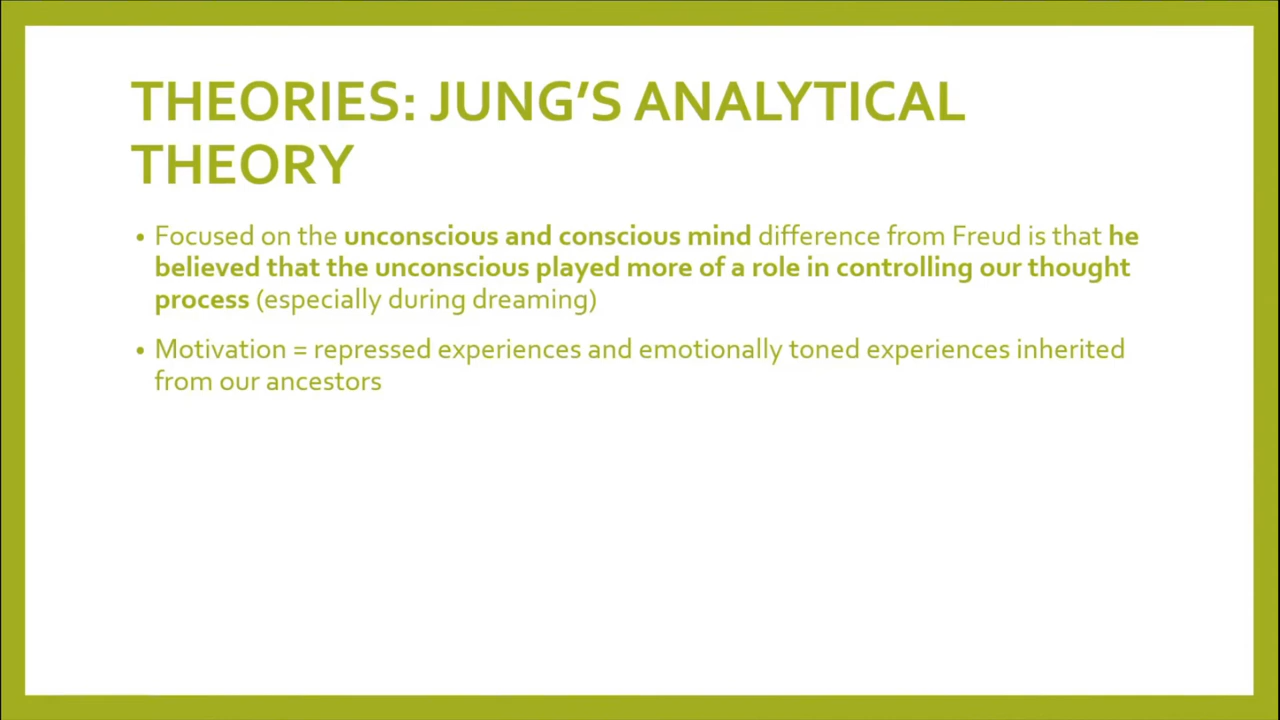 THEORIES: JUNG’S ANALYTICAL
THEORY
• Focused on the unconscious and conscious mind difference from Freud is that he
believed that the unconscious played more of a role in controlling our thought
process (especially during dreaming)
• Motivation = repressed experiences and emotionally toned experiences inherited
from our ancestors